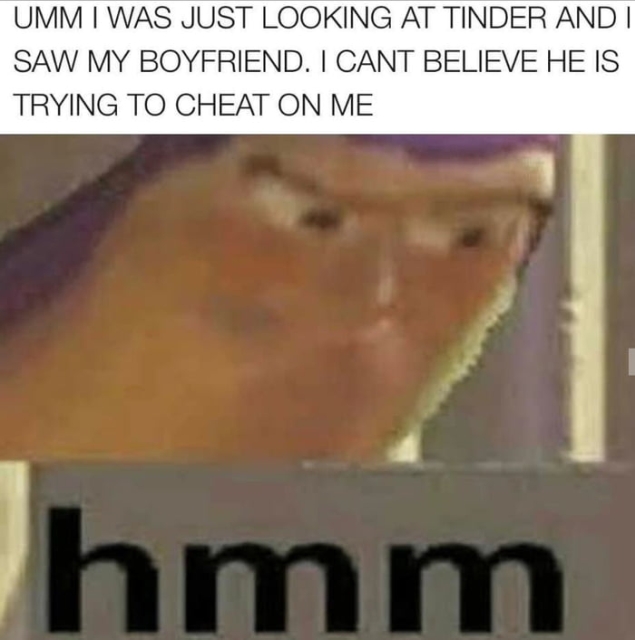 UMM I WAS JUST LOOKING AT TINDER AND I
SAW MY BOYFRIEND. I CANT BELIEVE HE IS
TRYING TO CHEAT ON ME
hmm